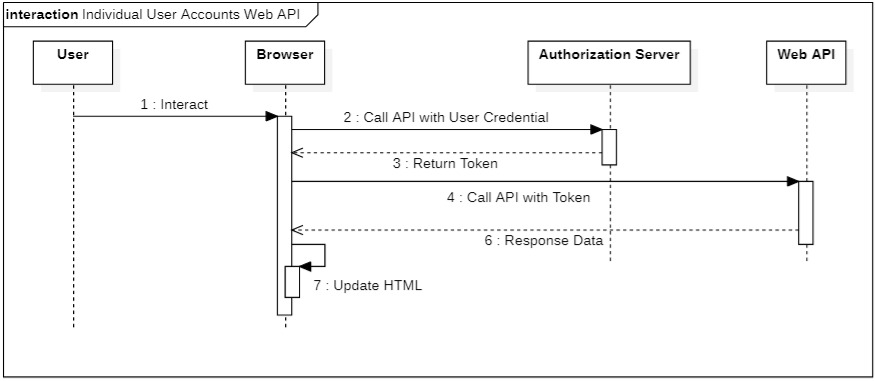 interaction Individual User Accounts Web API
User
Browser
Authorization Server
Web API
1 : Interact
2 : Call API with User Credential
3 : Return Token
4 : Call API with Token
6 : Response Data
7 : Update HTML